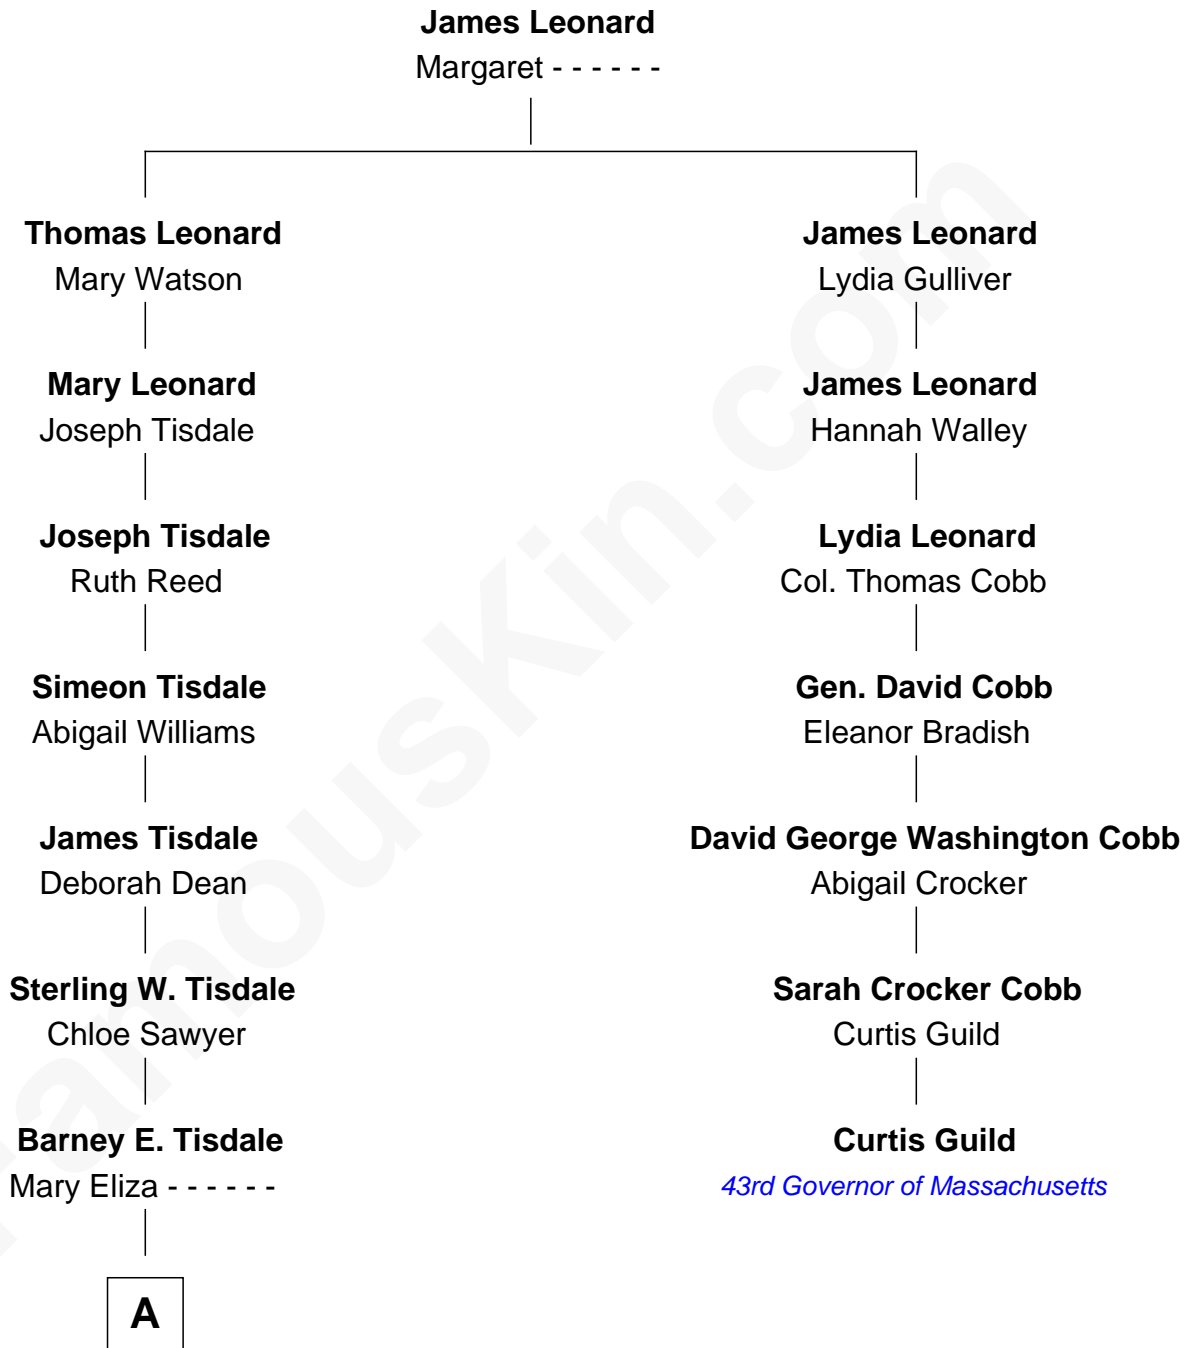 James Leonard
Margaret - - - - - -
Thomas Leonard
Mary Watson
Mary Leonard
Joseph Tisdale
Joseph Tisdale
Ruth Reed
Simeon Tisdale
Abigail Williams
James Tisdale
Deborah Dean
Sterling W. Tisdale
Chloe Sawyer
Barney E. Tisdale
Mary Eliza - - - - - -
A
James Leonard
Lydia Gulliver
James Leonard
Hannah Walley
Lydia Leonard
Col. Thomas Cobb
Gen. David Cobb
Eleanor Bradish
David George Washington Cobb
Abigail Crocker
Sarah Crocker Cobb
Curtis Guild
Curtis Guild
43rd Governor of Massachusetts
FamousKin.com